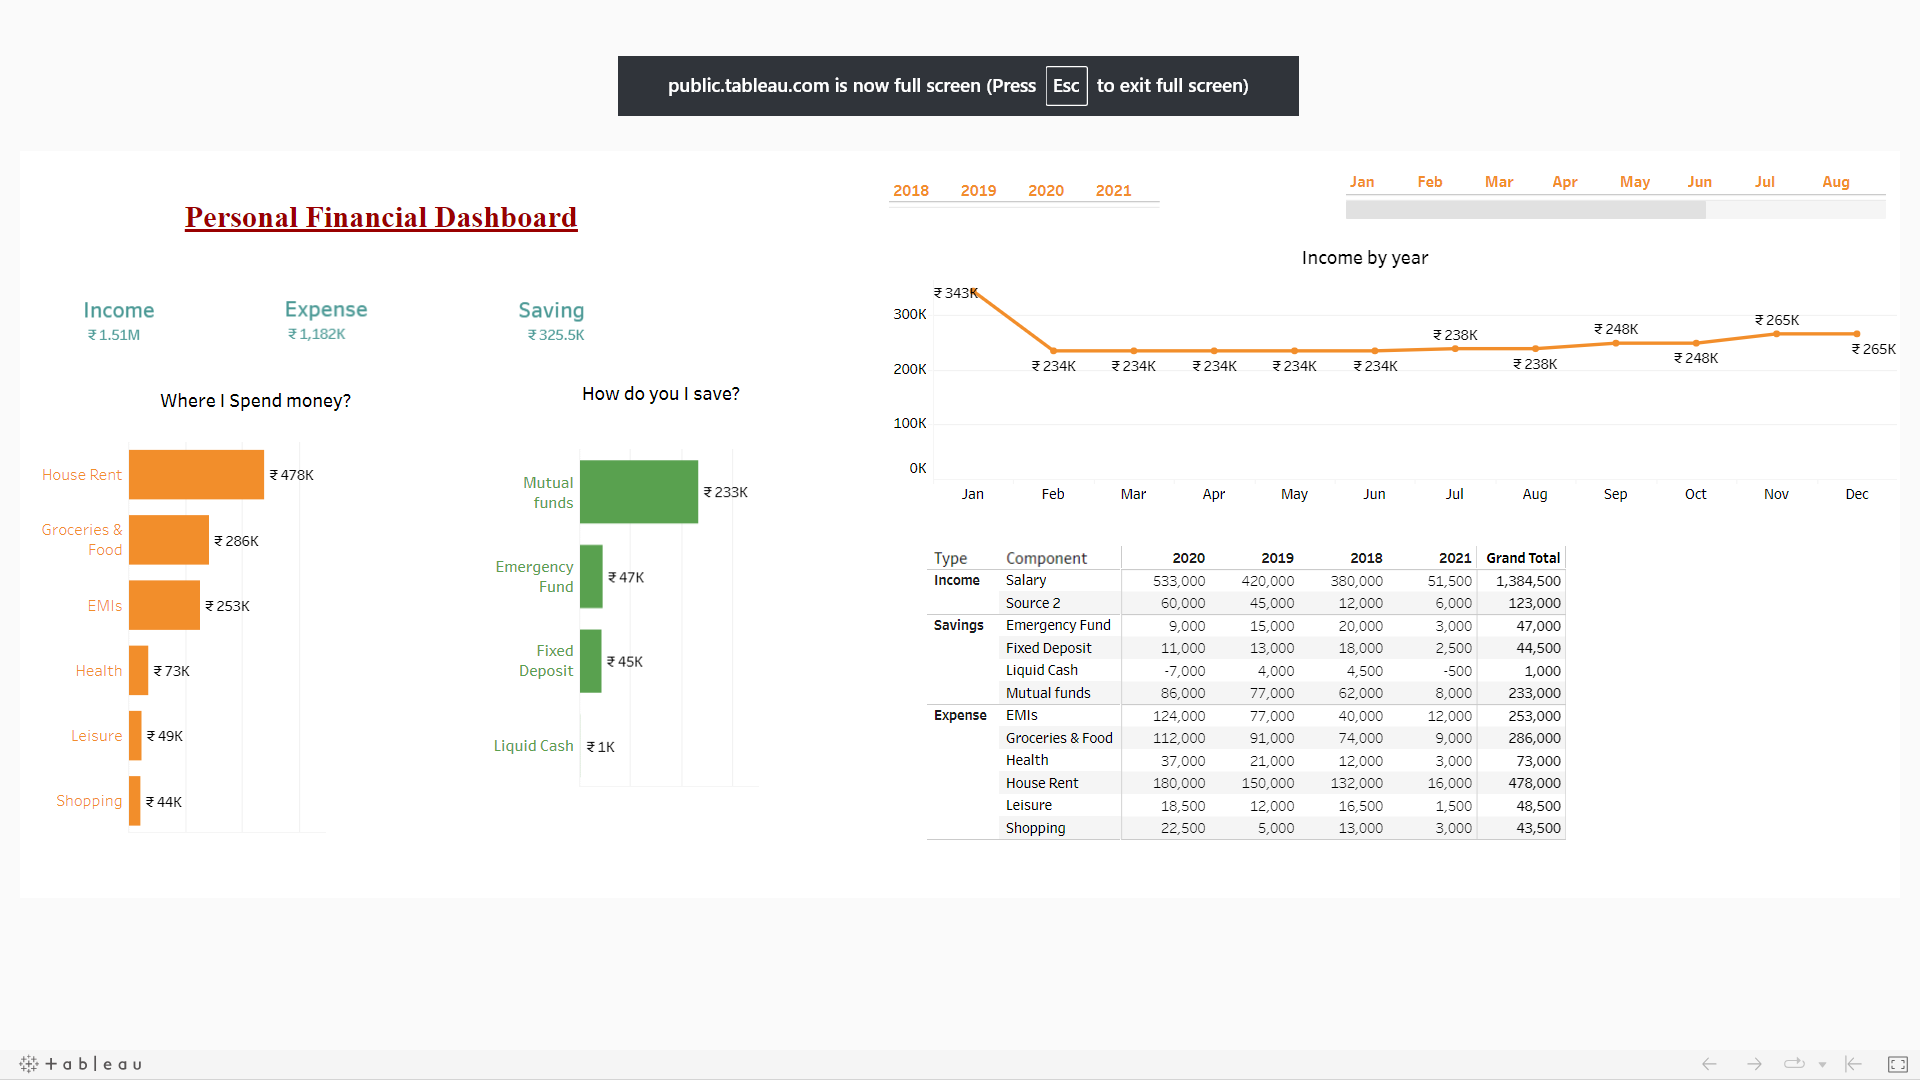 public.tableau.com is now full screen (Press Esc to exit full screen)
2018 2019 2020 2021
Jan Feb Mar Apr May Jun Jul Aug
Personal Financial Dashboard
Income
₹ 1.51M
Expense
₹ 1,182K
Saving
₹ 325.5K
Where I Spend money?
House Rent ₹ 478K
Groceries &
Food ₹ 286K
EMIs ₹ 253K
Health ₹ 73K
Leisure ₹ 49K
Shopping ₹ 44K
How do you I save?
Mutual
funds ₹ 233K
Emergency
Fund ₹ 47K
Fixed
Deposit ₹ 45K
Liquid Cash ₹ 1K
Income by year
300K
200K
100K
0K
₹ 343K ₹ 234K ₹ 234K ₹ 234K ₹ 234K ₹ 234K ₹ 238K ₹ 238K ₹ 248K ₹ 248K ₹ 265K ₹ 265K
Jan Feb Mar Apr May Jun Jul Aug Sep Oct Nov Dec
Type Component 2020 2019 2018 2021 Grand Total
Income Salary 533,000 420,000 380,000 51,500 1,384,500
Source 2 60,000 45,000 12,000 6,000 123,000
Savings Emergency Fund 9,000 15,000 20,000 3,000 47,000
Fixed Deposit 11,000 13,000 18,000 2,500 44,500
Liquid Cash -7,000 4,000 4,500 -500 1,000
Mutual funds 86,000 77,000 62,000 8,000 233,000
Expense EMIs 124,000 77,000 40,000 12,000 253,000
Groceries & Food 112,000 91,000 74,000 9,000 286,000
Health 37,000 21,000 12,000 3,000 73,000
House Rent 180,000 150,000 132,000 16,000 478,000
Leisure 18,500 12,000 16,500 1,500 48,500
Shopping 22,500 5,000 13,000 3,000 43,500
+ableau